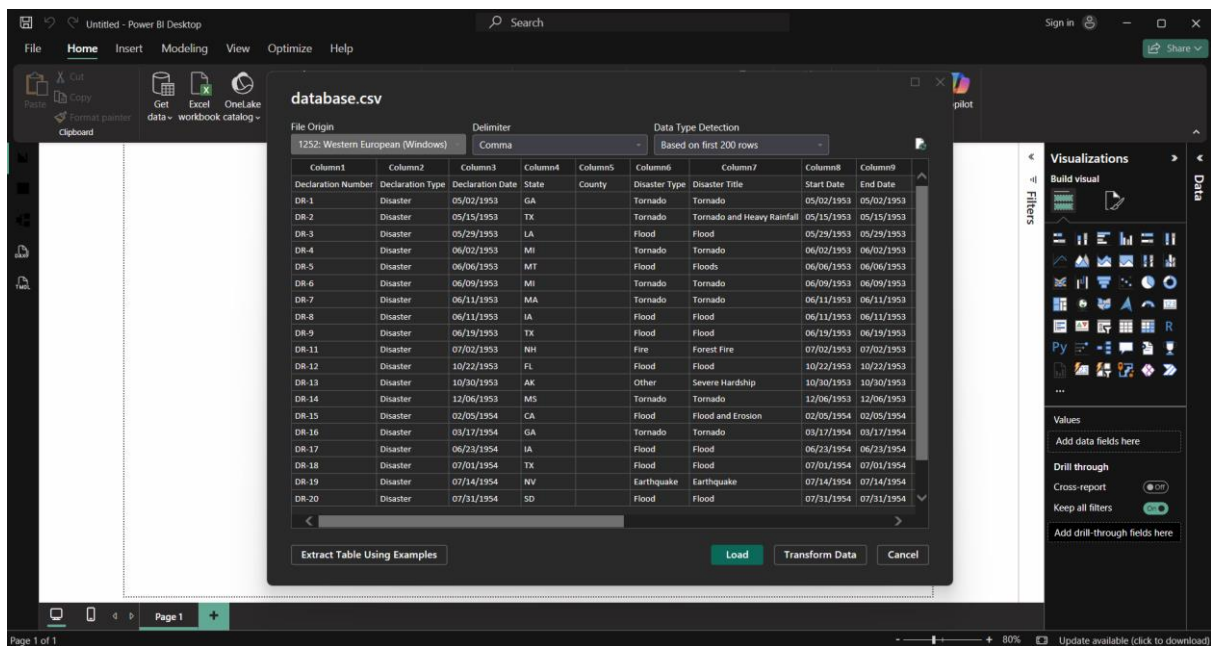 Untitled - Power BI Desktop
Search
Sign in
File Home Insert Modeling View Optimize Help
Share
Paste
Cut
Copy
Format painter
Clipboard
Get data
Excel workbook
OneLake catalog
pilot
database.csv
File Origin Delimiter Data Type Detection
1252: Western European (Windows) Comma Based on first 200 rows
Column1 Column2 Column3 Column4 Column5 Column6 Column7 Column8 Column9
Declaration Number Declaration Type Declaration Date State County Disaster Type Disaster Title Start Date End Date
DR-1 Disaster 05/02/1953 GA Tornado Tornado 05/02/1953 05/02/1953
DR-2 Disaster 05/15/1953 TX Tornado Tornado and Heavy Rainfall 05/15/1953 05/15/1953
DR-3 Disaster 05/29/1953 LA Flood Flood 05/29/1953 05/29/1953
DR-4 Disaster 06/02/1953 MI Tornado Tornado 06/02/1953 06/02/1953
DR-5 Disaster 06/06/1953 MT Flood Floods 06/06/1953 06/06/1953
DR-6 Disaster 06/09/1953 MI Tornado Tornado 06/09/1953 06/09/1953
DR-7 Disaster 06/11/1953 MA Tornado Tornado 06/11/1953 06/11/1953
DR-8 Disaster 06/11/1953 IA Flood Flood 06/11/1953 06/11/1953
DR-9 Disaster 06/19/1953 TX Flood Flood 06/19/1953 06/19/1953
DR-11 Disaster 07/02/1953 NH Fire Forest Fire 07/02/1953 07/02/1953
DR-12 Disaster 10/22/1953 FL Flood Flood 10/22/1953 10/22/1953
DR-13 Disaster 10/30/1953 AK Other Severe Hardship 10/30/1953 10/30/1953
DR-14 Disaster 12/06/1953 MS Tornado Tornado 12/06/1953 12/06/1953
DR-15 Disaster 02/05/1954 CA Flood Flood and Erosion 02/05/1954 02/05/1954
DR-16 Disaster 03/17/1954 GA Tornado Tornado 03/17/1954 03/17/1954
DR-17 Disaster 06/23/1954 IA Flood Flood 06/23/1954 06/23/1954
DR-18 Disaster 07/01/1954 TX Flood Flood 07/01/1954 07/01/1954
DR-19 Disaster 07/14/1954 NV Earthquake Earthquake 07/14/1954 07/14/1954
DR-20 Disaster 07/31/1954 SD Flood Flood 07/31/1954 07/31/1954
Extract Table Using Examples Load Transform Data Cancel
Filters
Visualizations
Build visual
R
Py
...
Values
Add data fields here
Drill through
Cross-report Off
Keep all filters On
Add drill-through fields here
Data
Page 1 +
Page 1 of 1
- + 80% Update available (click to download)